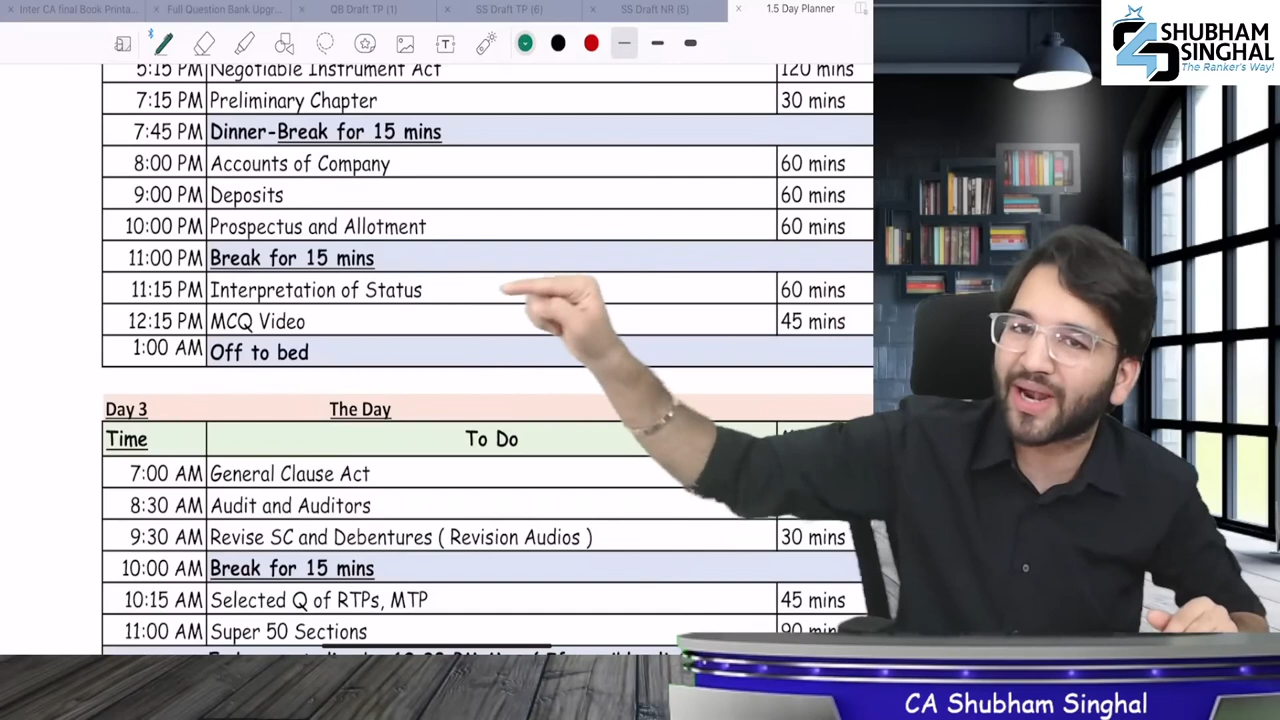 Inter CA final Book Printa...
Full Question Bank Upgr...
QB Draft TP (1)
SS Draft TP (6)
SS Draft NR (5)
1.5 Day Planner
SHUBHAM
SINGHAL
The Ranker's Way!
5:15 PM Negotiable Instrument Act 120 mins
7:15 PM Preliminary Chapter 30 mins
7:45 PM Dinner-Break for 15 mins
8:00 PM Accounts of Company 60 mins
9:00 PM Deposits 60 mins
10:00 PM Prospectus and Allotment 60 mins
11:00 PM Break for 15 mins
11:15 PM Interpretation of Status 60 mins
12:15 PM MCQ Video 45 mins
1:00 AM Off to bed
Day 3 The Day
Time To Do
7:00 AM General Clause Act
8:30 AM Audit and Auditors
9:30 AM Revise SC and Debentures ( Revision Audios ) 30 mins
10:00 AM Break for 15 mins
10:15 AM Selected Q of RTPs, MTP 45 mins
11:00 AM Super 50 Sections 90 mins
CA Shubham Singhal